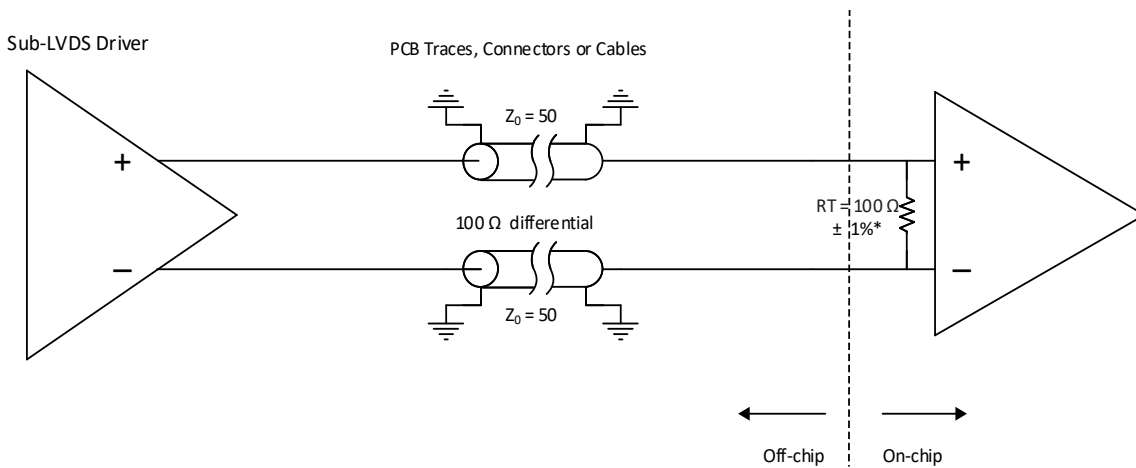 Sub-LVDS Driver
PCB Traces, Connectors or Cables
Z₀ = 50
+
+
RT = 100 Ω
± 1%*
100 Ω differential
−
−
Z₀ = 50
Off-chip
On-chip